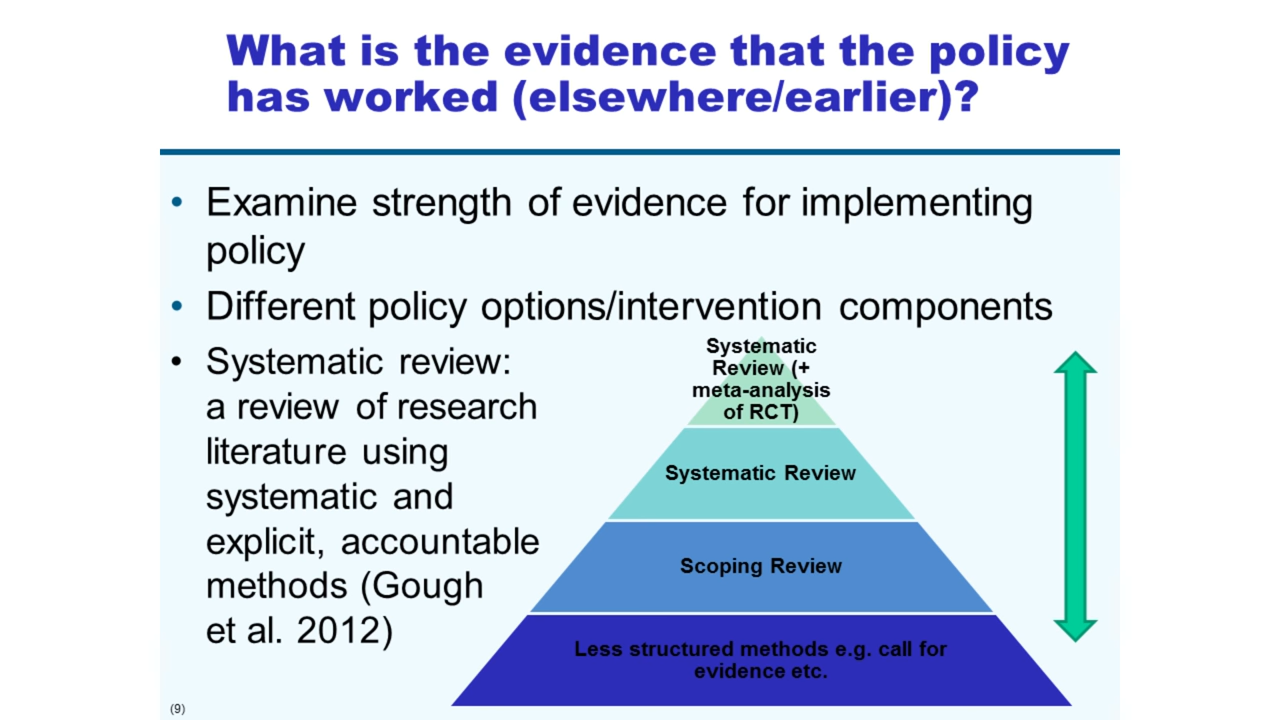 What is the evidence that the policy
has worked (elsewhere/earlier)?
• Examine strength of evidence for implementing
policy
• Different policy options/intervention components
• Systematic review:
a review of research
literature using
systematic and
explicit, accountable
methods (Gough
et al. 2012)
Systematic
Review (+
meta-analysis
of RCT)
Systematic Review
Scoping Review
Less structured methods e.g. call for
evidence etc.
(9)